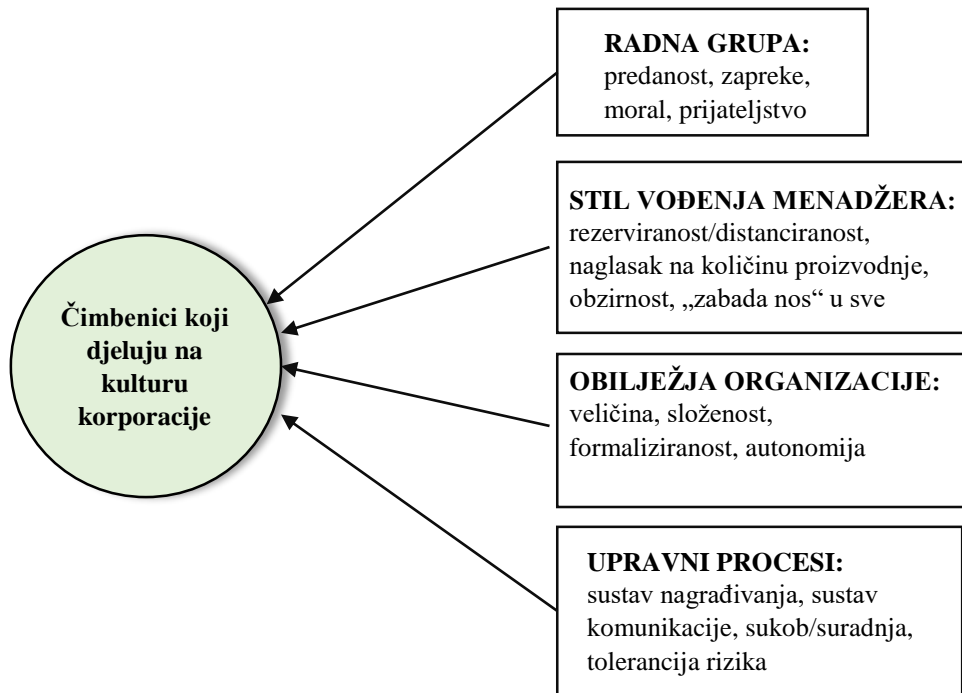 RADNA GRUPA:
predanost, zapreke,
moral, prijateljstvo
STIL VOĐENJA MENADŽERA:
rezerviranost/distanciranost,
naglasak na količinu proizvodnje,
obzirnost, „zabada nos“ u sve
Čimbenici koji
djeluju na
kulturu
korporacije
OBILJEŽJA ORGANIZACIJE:
veličina, složenost,
formaliziranost, autonomija
UPRAVNI PROCESI:
sustav nagrađivanja, sustav
komunikacije, sukob/suradnja,
tolerancija rizika